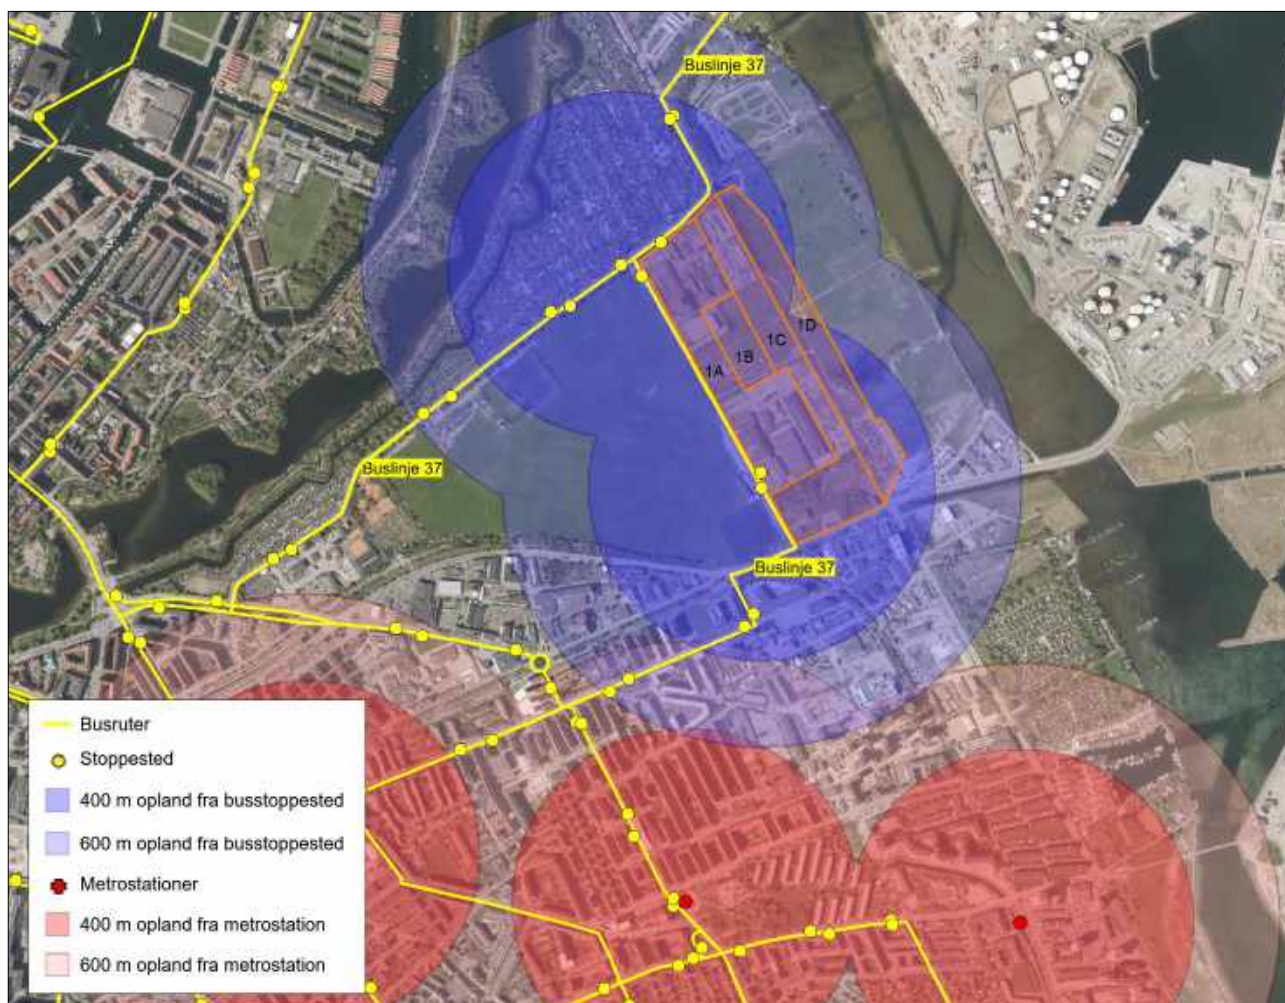 Buslinje 37
1D
1C
1B
1A
Buslinje 37
Buslinje 37
Busruter
Stoppested
400 m opland fra busstoppested
600 m opland fra busstoppested
Metrostationer
400 m opland fra metrostation
600 m opland fra metrostation